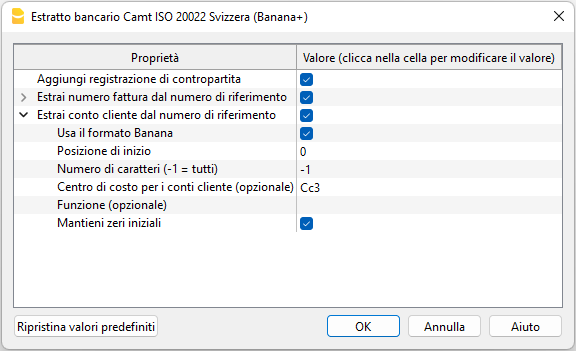 Estratto bancario Camt ISO 20022 Svizzera (Banana+)
Proprietà Valore (clicca nella cella per modificare il valore)
Aggiungi registrazione di contropartita
Estrai numero fattura dal numero di riferimento
Estrai conto cliente dal numero di riferimento
Usa il formato Banana
Posizione di inizio 0
Numero di caratteri (-1 = tutti) -1
Centro di costo per i conti cliente (opzionale) Cc3
Funzione (opzionale)
Mantieni zeri iniziali
Ripristina valori predefiniti OK Annulla Aiuto